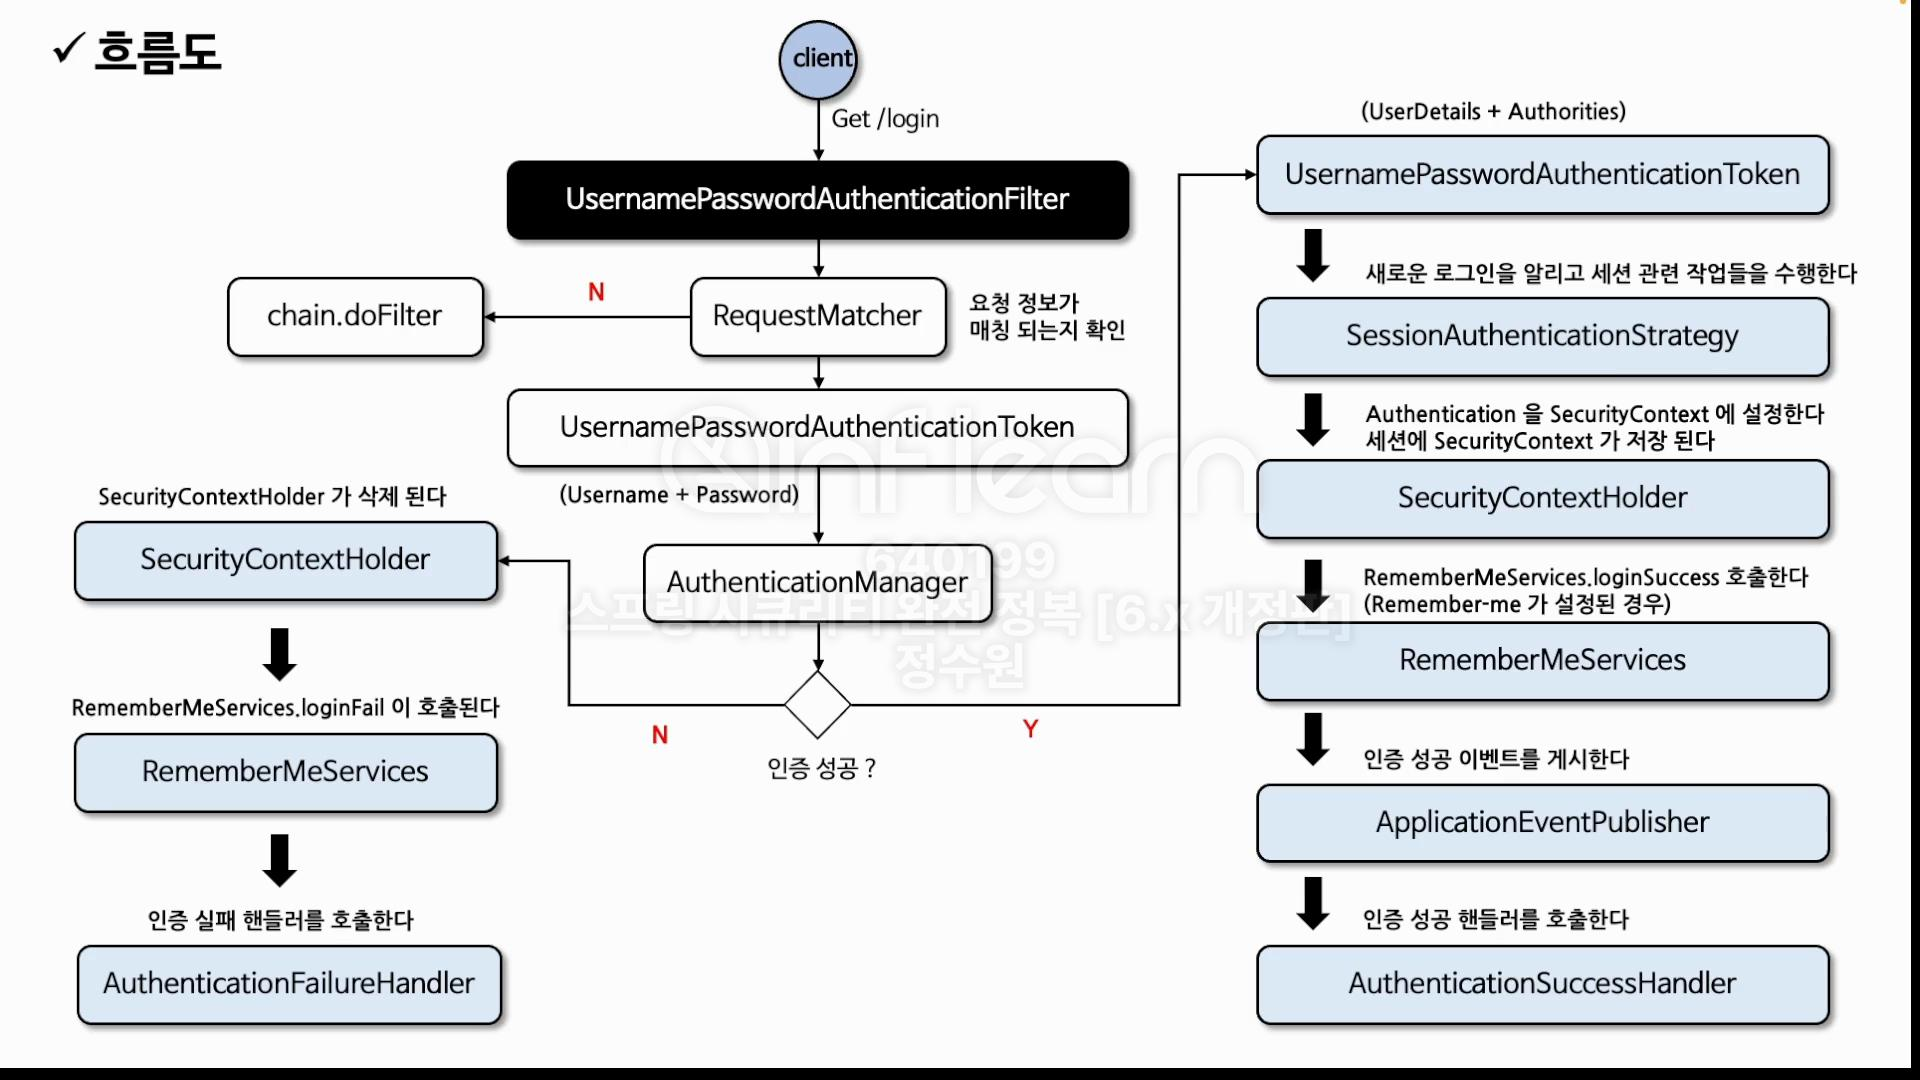 ✓ 흐름도
client
Get /login
UsernamePasswordAuthenticationFilter
chain.doFilter
N
RequestMatcher
요청 정보가
매칭 되는지 확인
UsernamePasswordAuthenticationToken
(Username + Password)
AuthenticationManager
N
Y
인증 성공 ?
SecurityContextHolder 가 삭제 된다
SecurityContextHolder
RememberMeServices.loginFail 이 호출된다
RememberMeServices
인증 실패 핸들러를 호출한다
AuthenticationFailureHandler
(UserDetails + Authorities)
UsernamePasswordAuthenticationToken
새로운 로그인을 알리고 세션 관련 작업들을 수행한다
SessionAuthenticationStrategy
Authentication 을 SecurityContext 에 설정한다
세션에 SecurityContext 가 저장 된다
SecurityContextHolder
RememberMeServices.loginSuccess 호출한다
(Remember-me 가 설정된 경우)
RememberMeServices
인증 성공 이벤트를 게시한다
ApplicationEventPublisher
인증 성공 핸들러를 호출한다
AuthenticationSuccessHandler
inflearn
640199
스프링 시큐리티 완전 정복 [6.x 개정판]
정수원